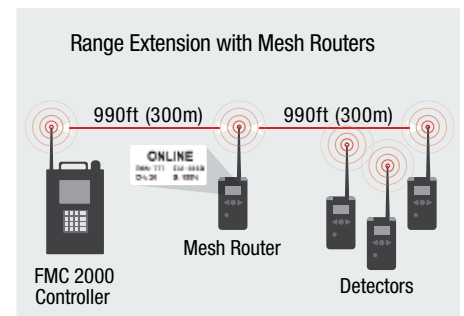 Range Extension with Mesh Routers
990ft (300m)
990ft (300m)
ONLINE
Mesh Router
FMC 2000
Controller
Detectors